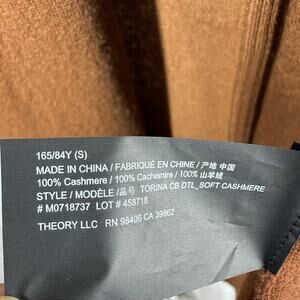 165/84Y (S)
MADE IN CHINA / FABRIQUÉ EN CHINE / 产地 中国
100% Cashmere / 100% Cachemire / 100% 山羊绒
STYLE / MODÈLE /品号 TORINA CB DTL_SOFT CASHMERE
# M0718737 LOT # 458718
THEORY LLC RN 98406 CA 39862